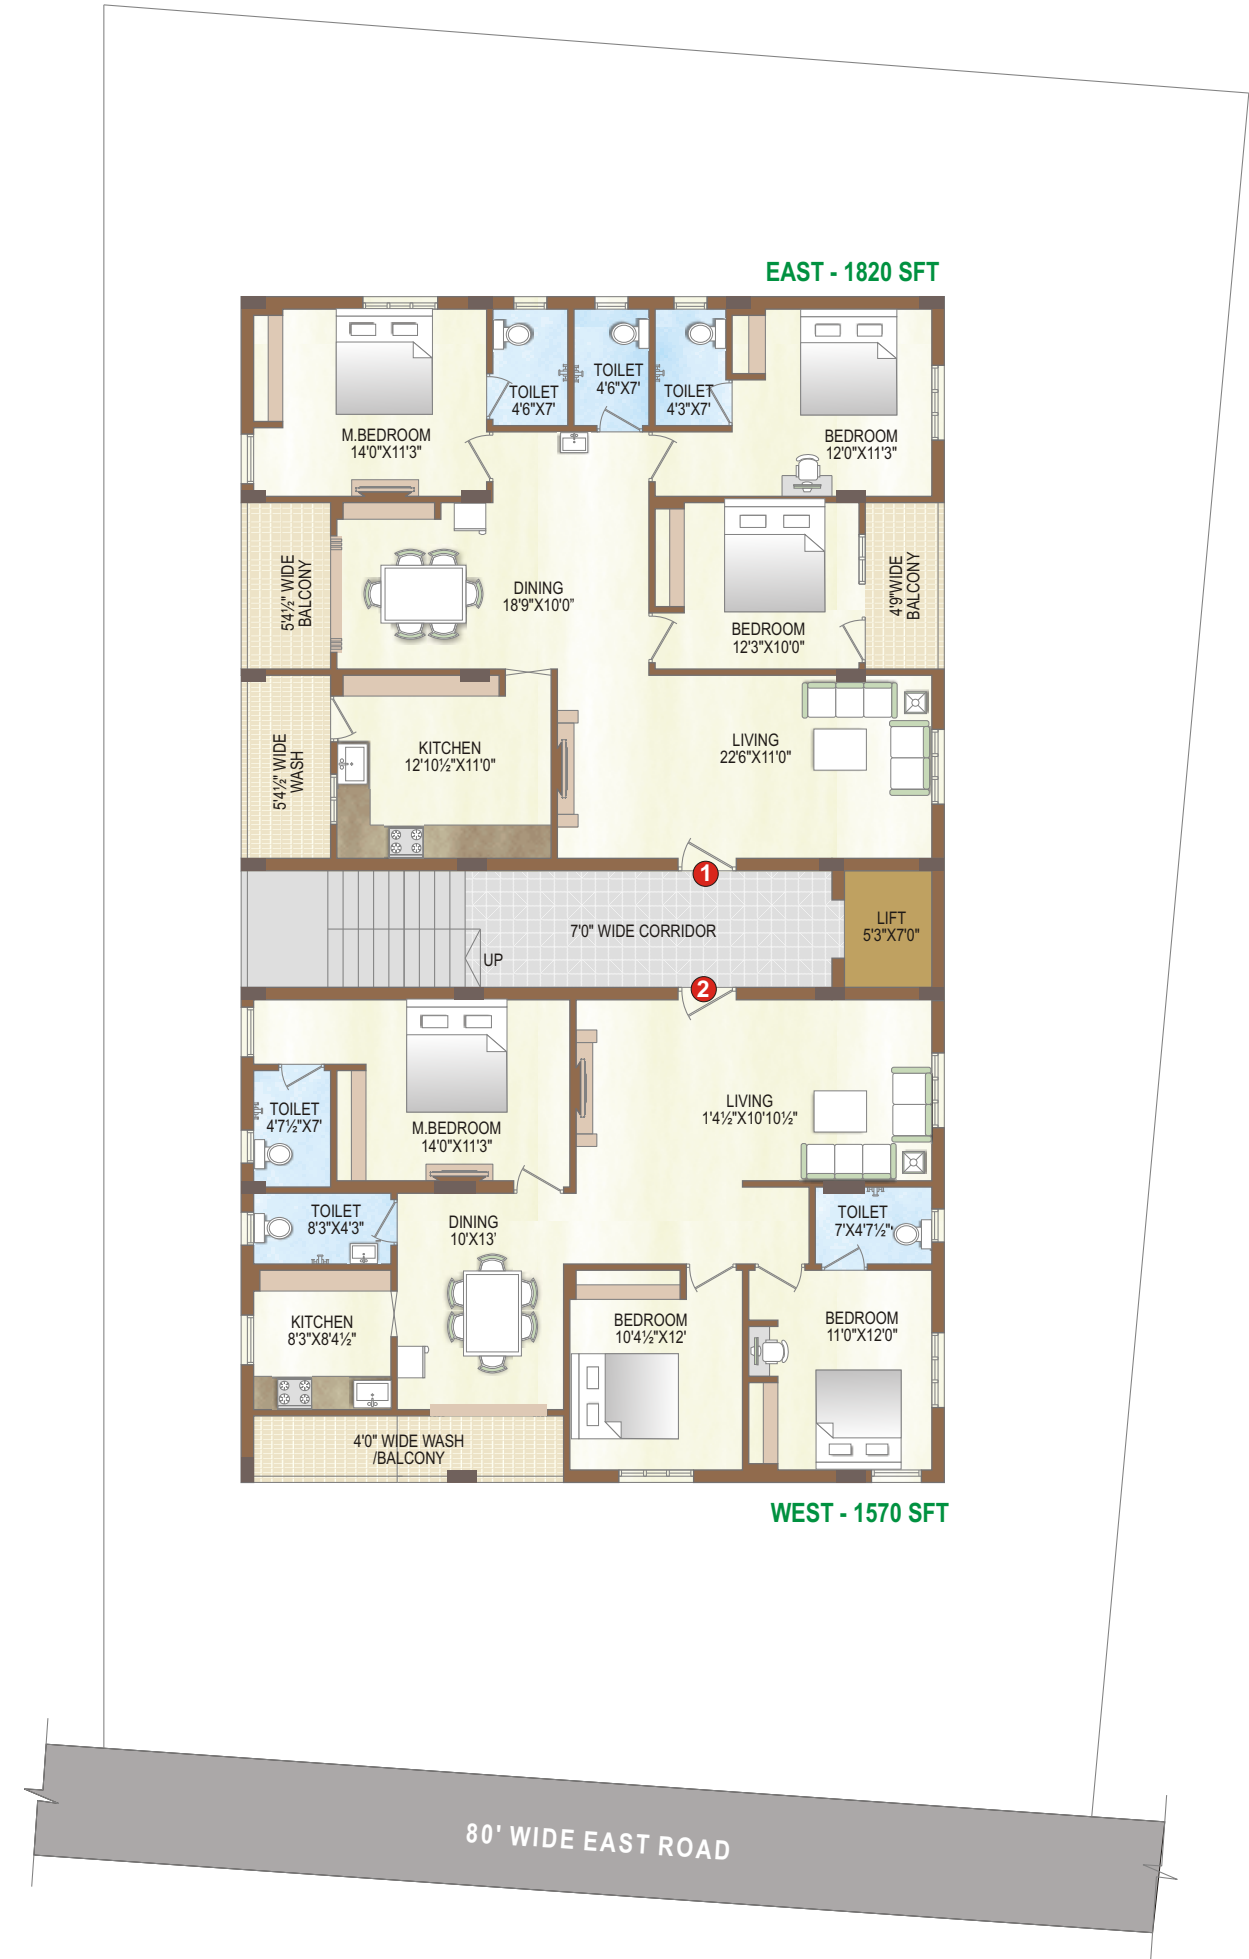 EAST - 1820 SFT
TOILET
4'6"X7'
TOILET
4'6"X7'
TOILET
4'3"X7'
M.BEDROOM
14'0"X11'3"
BEDROOM
12'0"X11'3"
5'4½" WIDE
BALCONY
DINING
18'9"X10'0"
BEDROOM
12'3"X10'0"
4'9"WIDE
BALCONY
5'4½" WIDE
WASH
KITCHEN
12'10½"X11'0"
LIVING
22'6"X11'0"
1
7'0" WIDE CORRIDOR
LIFT
5'3"X7'0"
UP
2
TOILET
4'7½"X7'
M.BEDROOM
14'0"X11'3"
LIVING
1'4½"X10'10½"
TOILET
8'3"X4'3"
DINING
10'X13'
TOILET
7'X4'7½"
KITCHEN
8'3"X8'4½"
BEDROOM
10'4½"X12'
BEDROOM
11'0"X12'0"
4'0" WIDE WASH
/BALCONY
WEST - 1570 SFT
80' WIDE EAST ROAD